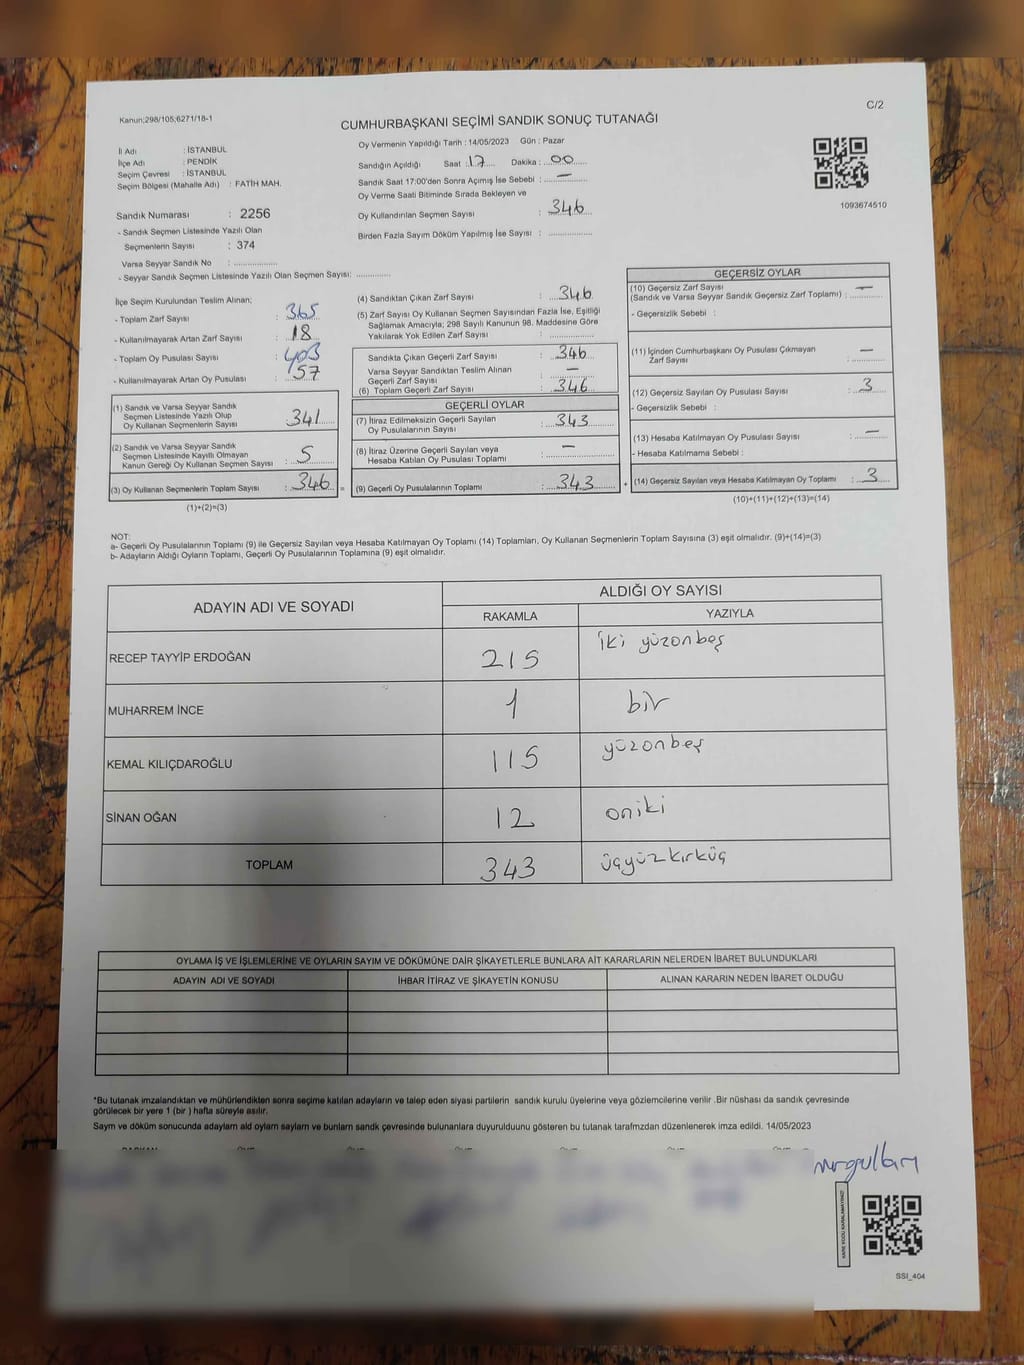 Kanun;298/105;6271/18-1
C/2
CUMHURBAŞKANI SEÇİMİ SANDIK SONUÇ TUTANAĞI
İl Adı : İSTANBUL
İlçe Adı : PENDİK
Seçim Çevresi : İSTANBUL
Seçim Bölgesi (Mahalle Adı) : FATİH MAH.
Oy Vermenin Yapıldığı Tarih : 14/05/2023 Gün : Pazar
Sandığın Açıldığı Saat : 17 Dakika : 00
Sandık Saat 17:00'den Sonra Açımış İse Sebebi : —
Oy Verme Saati Bitiminde Sırada Bekleyen ve
Oy Kullandırılan Seçmen Sayısı : 346
Birden Fazla Sayım Döküm Yapılmış İse Sayısı : ..............
1093674510
Sandık Numarası : 2256
- Sandık Seçmen Listesinde Yazılı Olan
Seçmenlerin Sayısı : 374
Varsa Seyyar Sandık No : ..............
- Seyyar Sandık Seçmen Listesinde Yazılı Olan Seçmen Sayısı: ............
İlçe Seçim Kurulundan Teslim Alınan;
- Toplam Zarf Sayısı : 365
- Kullanılmayarak Artan Zarf Sayısı : 18
- Toplam Oy Pusulası Sayısı : 403
- Kullanılmayarak Artan Oy Pusulası : 57
(1) Sandık ve Varsa Seyyar Sandık
Seçmen Listesinde Yazılı Olup
Oy Kullanan Seçmenlerin Sayısı : 341
(2) Sandık ve Varsa Seyyar Sandık
Seçmen Listesinde Kayıtlı Olmayan
Kanun Gereği Oy Kullanan Seçmen Sayısı : 5
(3) Oy Kullanan Seçmenlerin Toplam Sayısı : 346 =
(1)+(2)=(3)
(4) Sandıktan Çıkan Zarf Sayısı : 346
(5) Zarf Sayısı Oy Kullanan Seçmen Sayısından Fazla İse, Eşitliği
Sağlamak Amacıyla; 298 Sayılı Kanunun 98. Maddesine Göre
Yakılarak Yok Edilen Zarf Sayısı : ..............
Sandıkta Çıkan Geçerli Zarf Sayısı : 346
Varsa Seyyar Sandıktan Teslim Alınan
Geçerli Zarf Sayısı : —
(6) Toplam Geçerli Zarf Sayısı : 346
GEÇERLİ OYLAR
(7) İtiraz Edilmeksizin Geçerli Sayılan
Oy Pusulalarının Sayısı : 343
(8) İtiraz Üzerine Geçerli Sayılan veya
Hesaba Katılan Oy Pusulası Toplamı : —
(9) Geçerli Oy Pusulalarının Toplamı : 343 +
GEÇERSİZ OYLAR
(10) Geçersiz Zarf Sayısı
(Sandık ve Varsa Seyyar Sandık Geçersiz Zarf Toplamı) : —
- Geçersizlik Sebebi :
(11) İçinden Cumhurbaşkanı Oy Pusulası Çıkmayan
Zarf Sayısı : —
(12) Geçersiz Sayılan Oy Pusulası Sayısı : 3
- Geçersizlik Sebebi :
(13) Hesaba Katılmayan Oy Pusulası Sayısı : —
- Hesaba Katılmama Sebebi :
(14) Geçersiz Sayılan veya Hesaba Katılmayan Oy Toplamı : 3
(10)+(11)+(12)+(13)=(14)
NOT:
a- Geçerli Oy Pusulalarının Toplamı (9) ile Geçersiz Sayılan veya Hesaba Katılmayan Oy Toplamı (14) Toplamları, Oy Kullanan Seçmenlerin Toplam Sayısına (3) eşit olmalıdır. (9)+(14)=(3)
b- Adayların Aldığı Oyların Toplamı, Geçerli Oy Pusulalarının Toplamına (9) eşit olmalıdır.
ADAYIN ADI VE SOYADI
ALDIĞI OY SAYISI
RAKAMLA YAZIYLA
RECEP TAYYİP ERDOĞAN 215 iki yüzonbeş
MUHARREM İNCE 1 bir
KEMAL KILIÇDAROĞLU 115 yüzonbeş
SİNAN OĞAN 12 oniki
TOPLAM 343 üçyüzkırküç
OYLAMA İŞ VE İŞLEMLERİNE VE OYLARIN SAYIM VE DÖKÜMÜNE DAİR ŞİKAYETLERLE BUNLARA AİT KARARLARIN NELERDEN İBARET BULUNDUKLARI
ADAYIN ADI VE SOYADI İHBAR İTİRAZ VE ŞİKAYETİN KONUSU ALINAN KARARIN NEDEN İBARET OLDUĞU
*Bu tutanak imzalandıktan ve mühürlendikten sonra seçime katılan adayların ve talep eden siyasi partilerin sandık kurulu üyelerine veya gözlemcilerine verilir .Bir nüshası da sandık çevresinde
görülecek bir yere 1 (bir ) hafta süreyle asılır.
Sayım ve döküm sonucunda adayların ald oyların sayların ve bunların sandk çevresinde bulunanlara duyurulduunu gösteren bu tutanak tarafmzdan düzenlenerek imza edildi. 14/05/2023
SSI_404